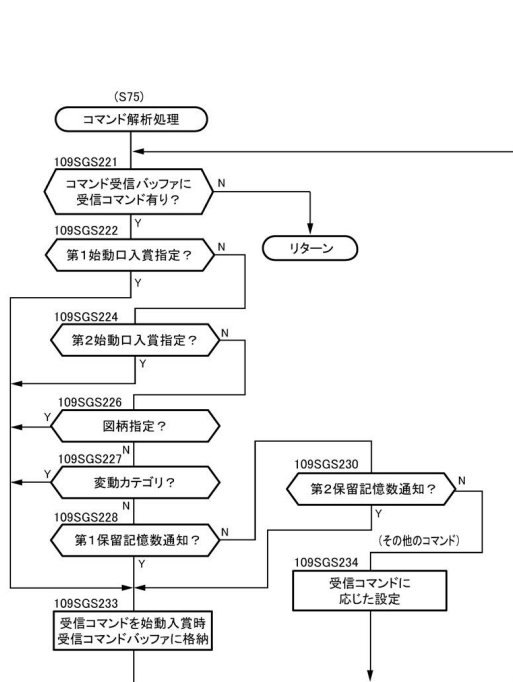 (S75)
コマンド解析処理
109SGS221
コマンド受信バッファに
受信コマンド有り？
N
Y
リターン
109SGS222
第1始動口入賞指定？
N
Y
109SGS224
第2始動口入賞指定？
N
Y
109SGS226
図柄指定？
Y
N
109SGS227
変動カテゴリ？
Y
N
109SGS228
第1保留記憶数通知？
N
Y
109SGS230
第2保留記憶数通知？
N
Y
(その他のコマンド)
109SGS234
受信コマンドに
応じた設定
109SGS233
受信コマンドを始動入賞時
受信コマンドバッファに格納